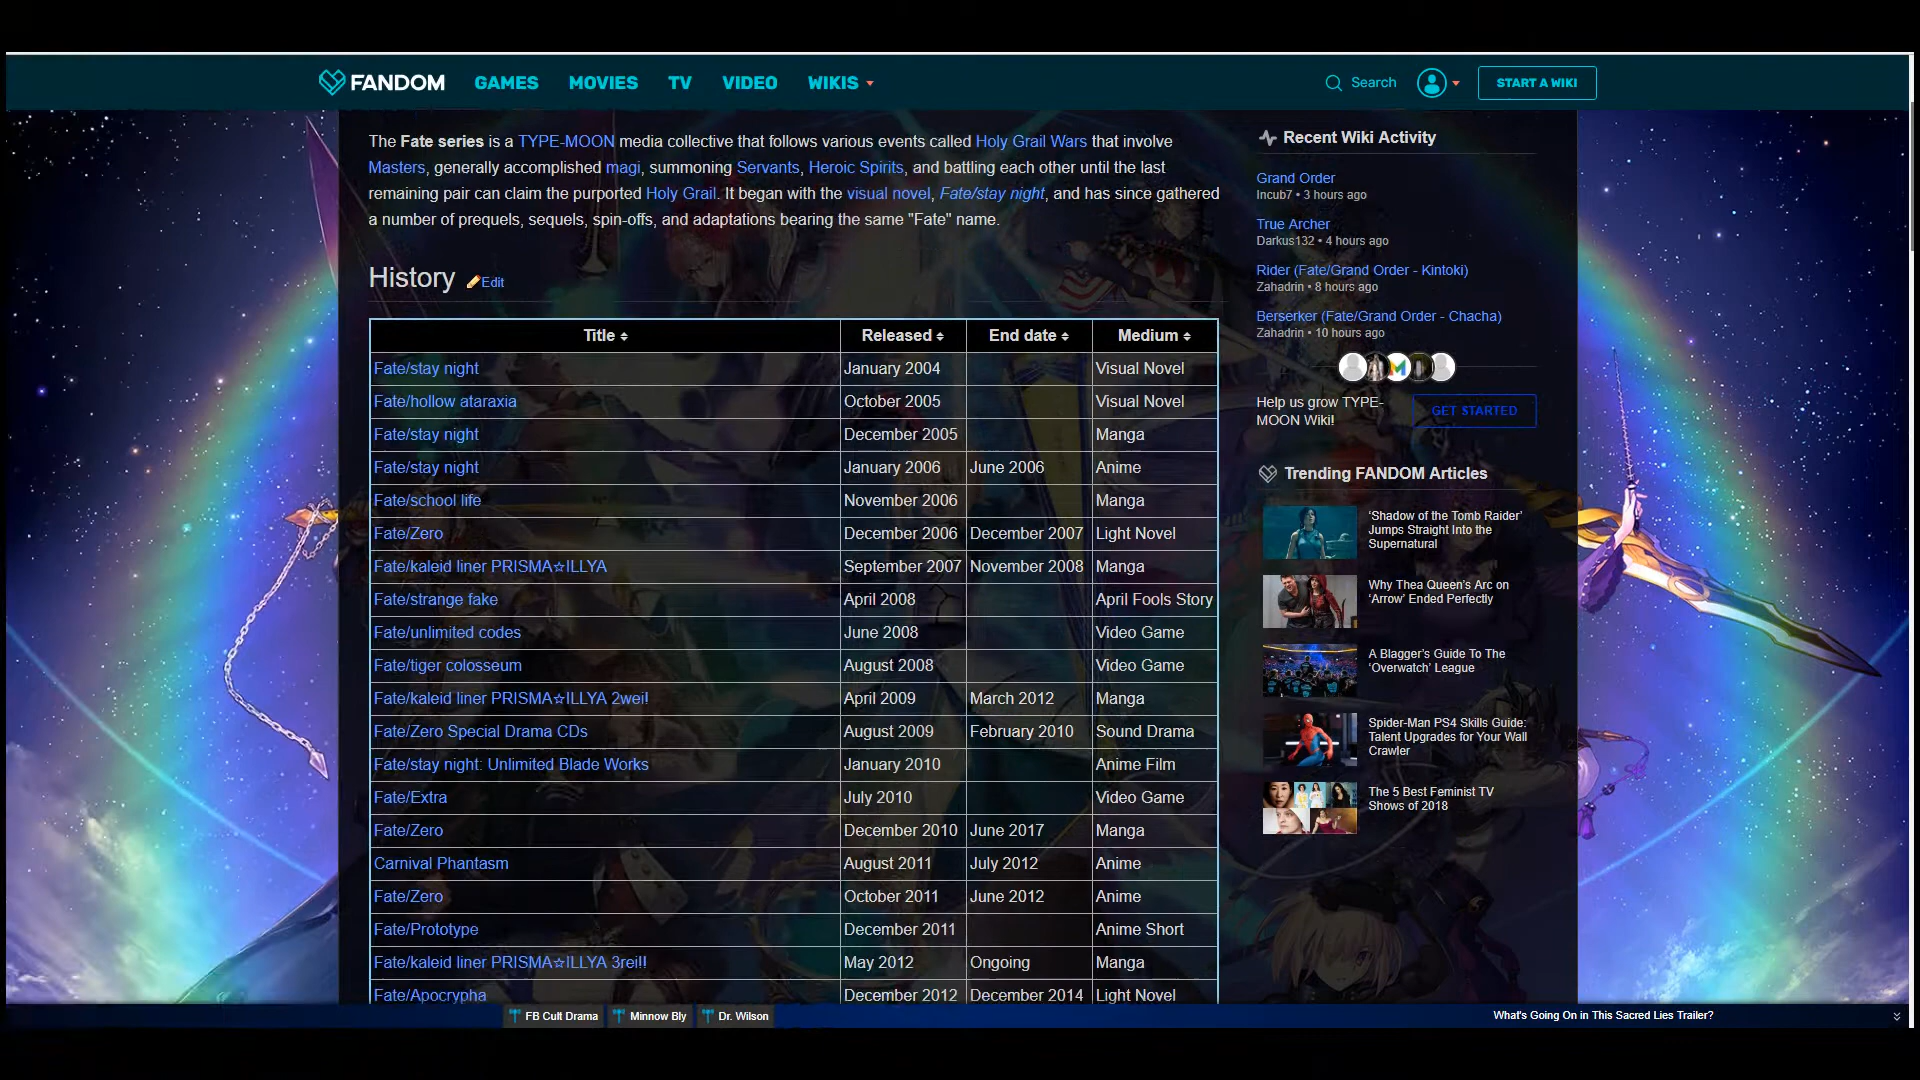 FANDOM GAMES MOVIES TV VIDEO WIKIS Search START A WIKI
The Fate series is a TYPE-MOON media collective that follows various events called Holy Grail Wars that involve
Masters, generally accomplished magi, summoning Servants, Heroic Spirits, and battling each other until the last
remaining pair can claim the purported Holy Grail. It began with the visual novel, Fate/stay night, and has since gathered
a number of prequels, sequels, spin-offs, and adaptations bearing the same "Fate" name.
History Edit
Title Released End date Medium
Fate/stay night January 2004 Visual Novel
Fate/hollow ataraxia October 2005 Visual Novel
Fate/stay night December 2005 Manga
Fate/stay night January 2006 June 2006 Anime
Fate/school life November 2006 Manga
Fate/Zero December 2006 December 2007 Light Novel
Fate/kaleid liner PRISMA☆ILLYA September 2007 November 2008 Manga
Fate/strange fake April 2008 April Fools Story
Fate/unlimited codes June 2008 Video Game
Fate/tiger colosseum August 2008 Video Game
Fate/kaleid liner PRISMA☆ILLYA 2wei! April 2009 March 2012 Manga
Fate/Zero Special Drama CDs August 2009 February 2010 Sound Drama
Fate/stay night: Unlimited Blade Works January 2010 Anime Film
Fate/Extra July 2010 Video Game
Fate/Zero December 2010 June 2017 Manga
Carnival Phantasm August 2011 July 2012 Anime
Fate/Zero October 2011 June 2012 Anime
Fate/Prototype December 2011 Anime Short
Fate/kaleid liner PRISMA☆ILLYA 3rei!! May 2012 Ongoing Manga
Fate/Apocrypha December 2012 December 2014 Light Novel
Recent Wiki Activity
Grand Order
Incub7 • 3 hours ago
True Archer
Darkus132 • 4 hours ago
Rider (Fate/Grand Order - Kintoki)
Zahadrin • 8 hours ago
Berserker (Fate/Grand Order - Chacha)
Zahadrin • 10 hours ago
Help us grow TYPE-
MOON Wiki!
GET STARTED
Trending FANDOM Articles
‘Shadow of the Tomb Raider’
Jumps Straight Into the
Supernatural
Why Thea Queen's Arc on
‘Arrow’ Ended Perfectly
A Blagger's Guide To The
‘Overwatch’ League
Spider-Man PS4 Skills Guide:
Talent Upgrades for Your Wall
Crawler
The 5 Best Feminist TV
Shows of 2018
FB Cult Drama Minnow Bly Dr. Wilson What's Going On in This Sacred Lies Trailer?